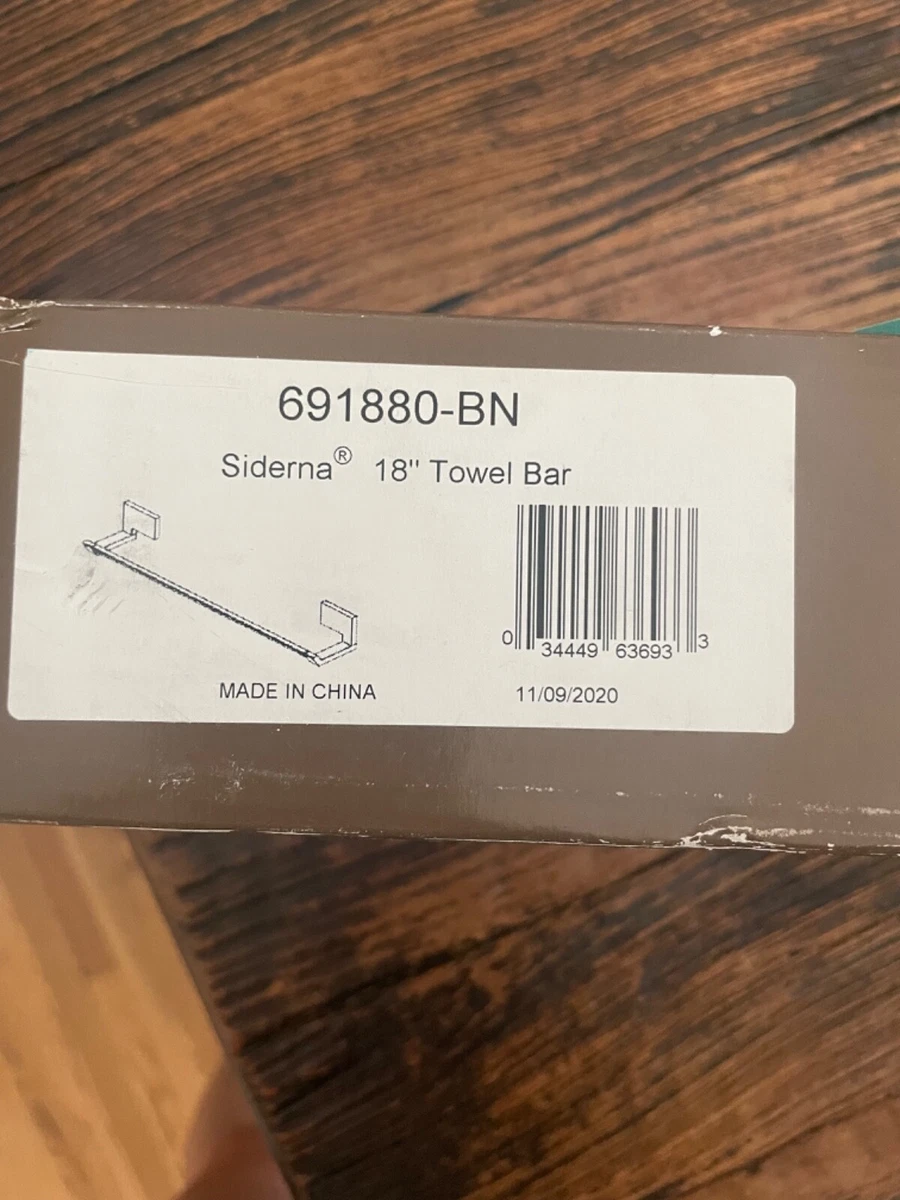 691880-BN
Siderna® 18" Towel Bar
0 34449 63693 3
MADE IN CHINA
11/09/2020